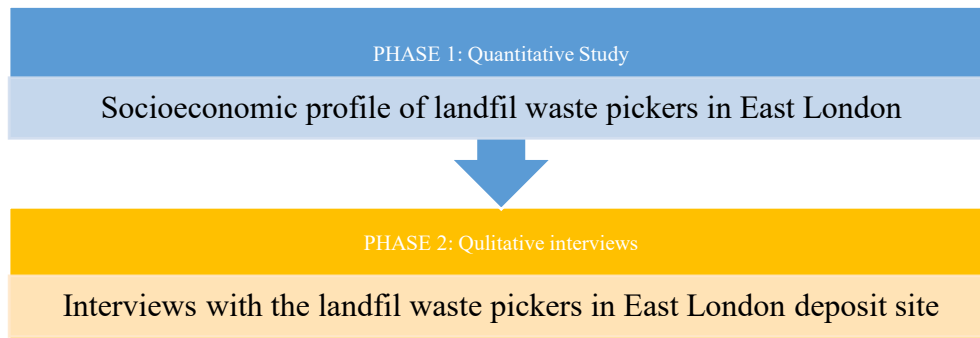 PHASE 1: Quantitative Study
Socioeconomic profile of landfil waste pickers in East London
PHASE 2: Qulitative interviews
Interviews with the landfil waste pickers in East London deposit site